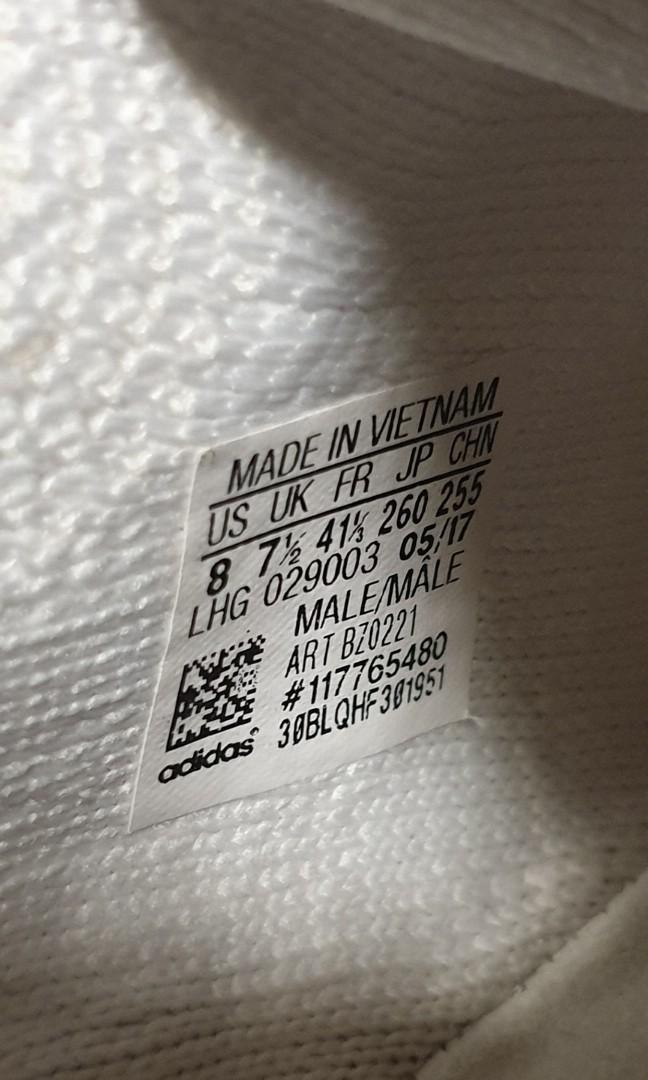 MADE IN VIETNAM
US UK FR JP CHN
8 7½ 41⅓ 260 255
LHG 029003 05/17
MALE/MÂLE
ART BZ0221
#117765480
30BLQHF301951
adidas®